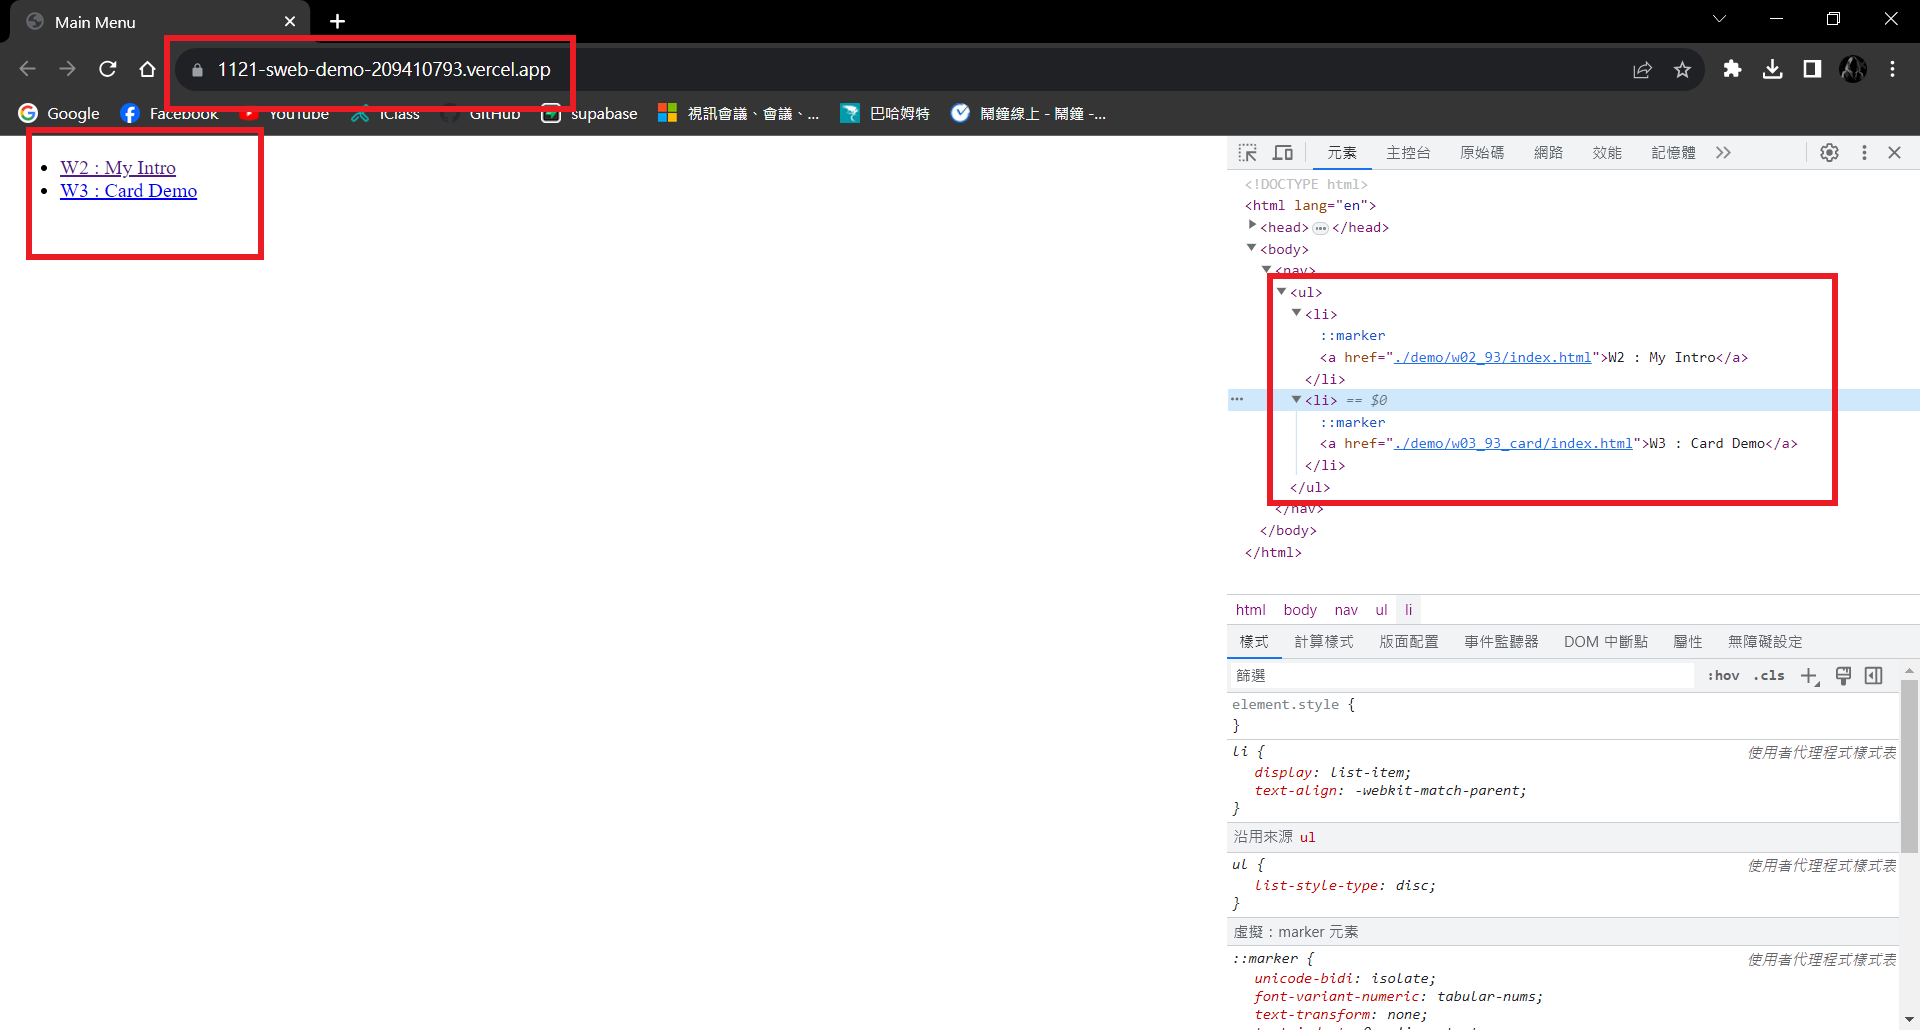 Main Menu
1121-sweb-demo-209410793.vercel.app
Google Facebook YouTube iClass GitHub supabase 視訊會議、會議、... 巴哈姆特 鬧鐘線上 - 鬧鐘 -...
W2 : My Intro
W3 : Card Demo
元素 主控台 原始碼 網路 效能 記憶體
<!DOCTYPE html>
<html lang="en">
<head> ... </head>
<body>
<nav>
<ul>
<li>
::marker
<a href="./demo/w02_93/index.html">W2 : My Intro</a>
</li>
<li> == $0
::marker
<a href="./demo/w03_93_card/index.html">W3 : Card Demo</a>
</li>
</ul>
</nav>
</body>
</html>
html body nav ul li
樣式 計算樣式 版面配置 事件監聽器 DOM 中斷點 屬性 無障礙設定
篩選 :hov .cls
element.style {
}
li { 使用者代理程式樣式表
display: list-item;
text-align: -webkit-match-parent;
}
沿用來源 ul
ul { 使用者代理程式樣式表
list-style-type: disc;
}
虛擬：marker 元素
::marker { 使用者代理程式樣式表
unicode-bidi: isolate;
font-variant-numeric: tabular-nums;
text-transform: none;